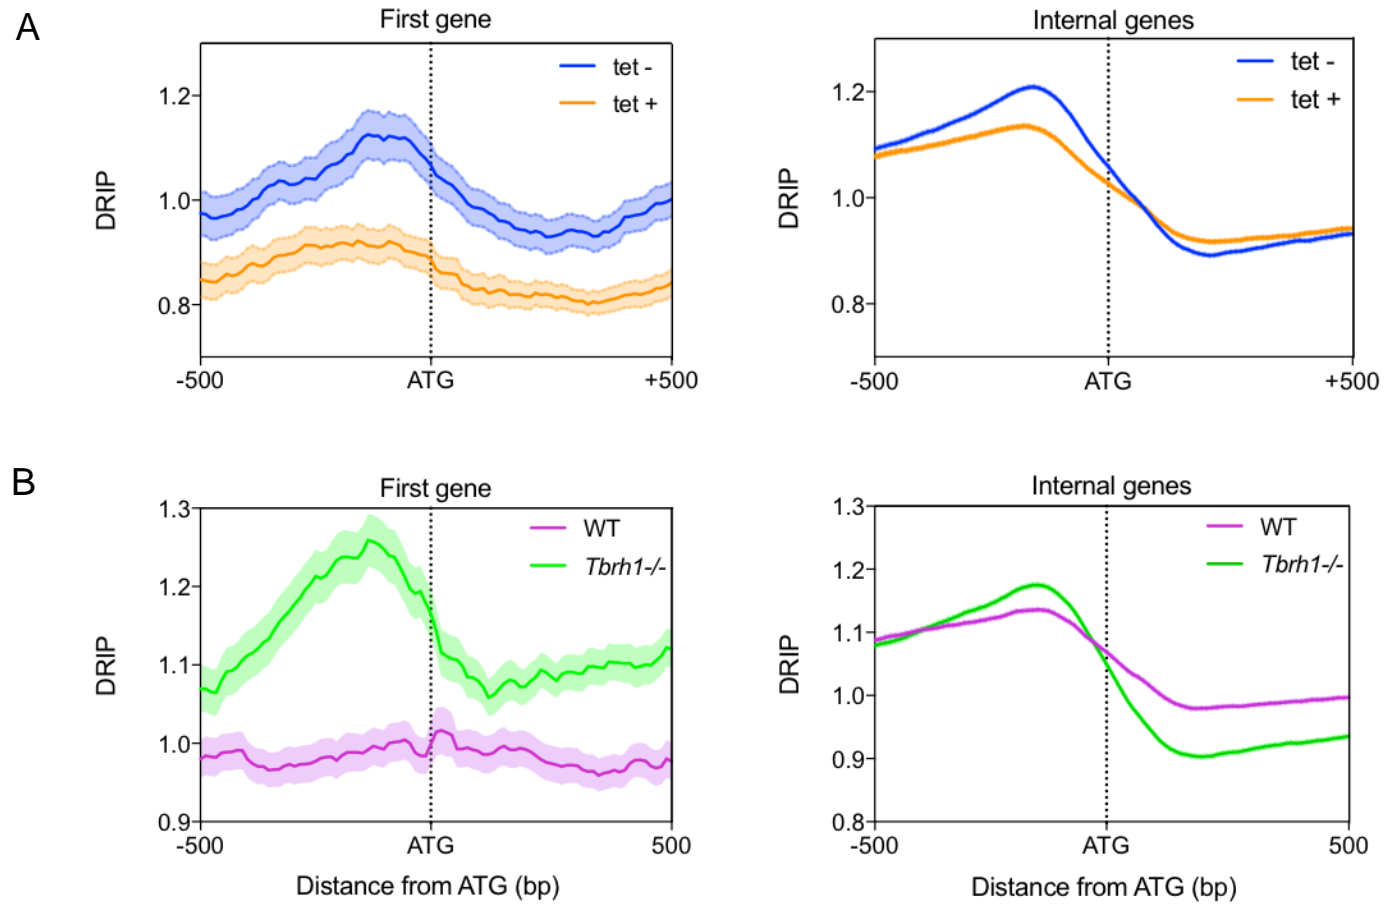 A
First gene
tet -
tet +
DRIP
1.2
1.0
0.8
-500
ATG
+500
Internal genes
tet -
tet +
DRIP
1.2
1.0
0.8
-500
ATG
+500
B
First gene
WT
Tbrh1-/-
DRIP
1.3
1.2
1.1
1.0
0.9
-500
ATG
500
Distance from ATG (bp)
Internal genes
WT
Tbrh1-/-
DRIP
1.3
1.2
1.1
1.0
0.9
0.8
-500
ATG
500
Distance from ATG (bp)